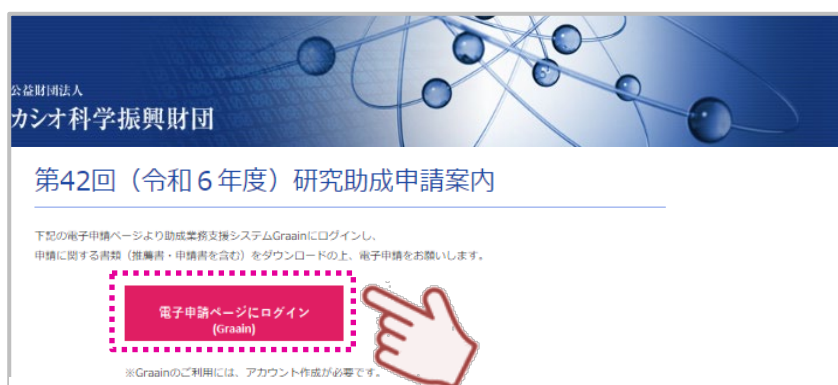 公益財団法人
カシオ科学振興財団
第42回（令和６年度）研究助成申請案内
下記の電子申請ページより助成業務支援システムGraainにログインし、
申請に関する書類（推薦書・申請書を含む）をダウンロードの上、電子申請をお願いします。
電子申請ページにログイン
(Graain)
※Graainのご利用には、アカウント作成が必要です。